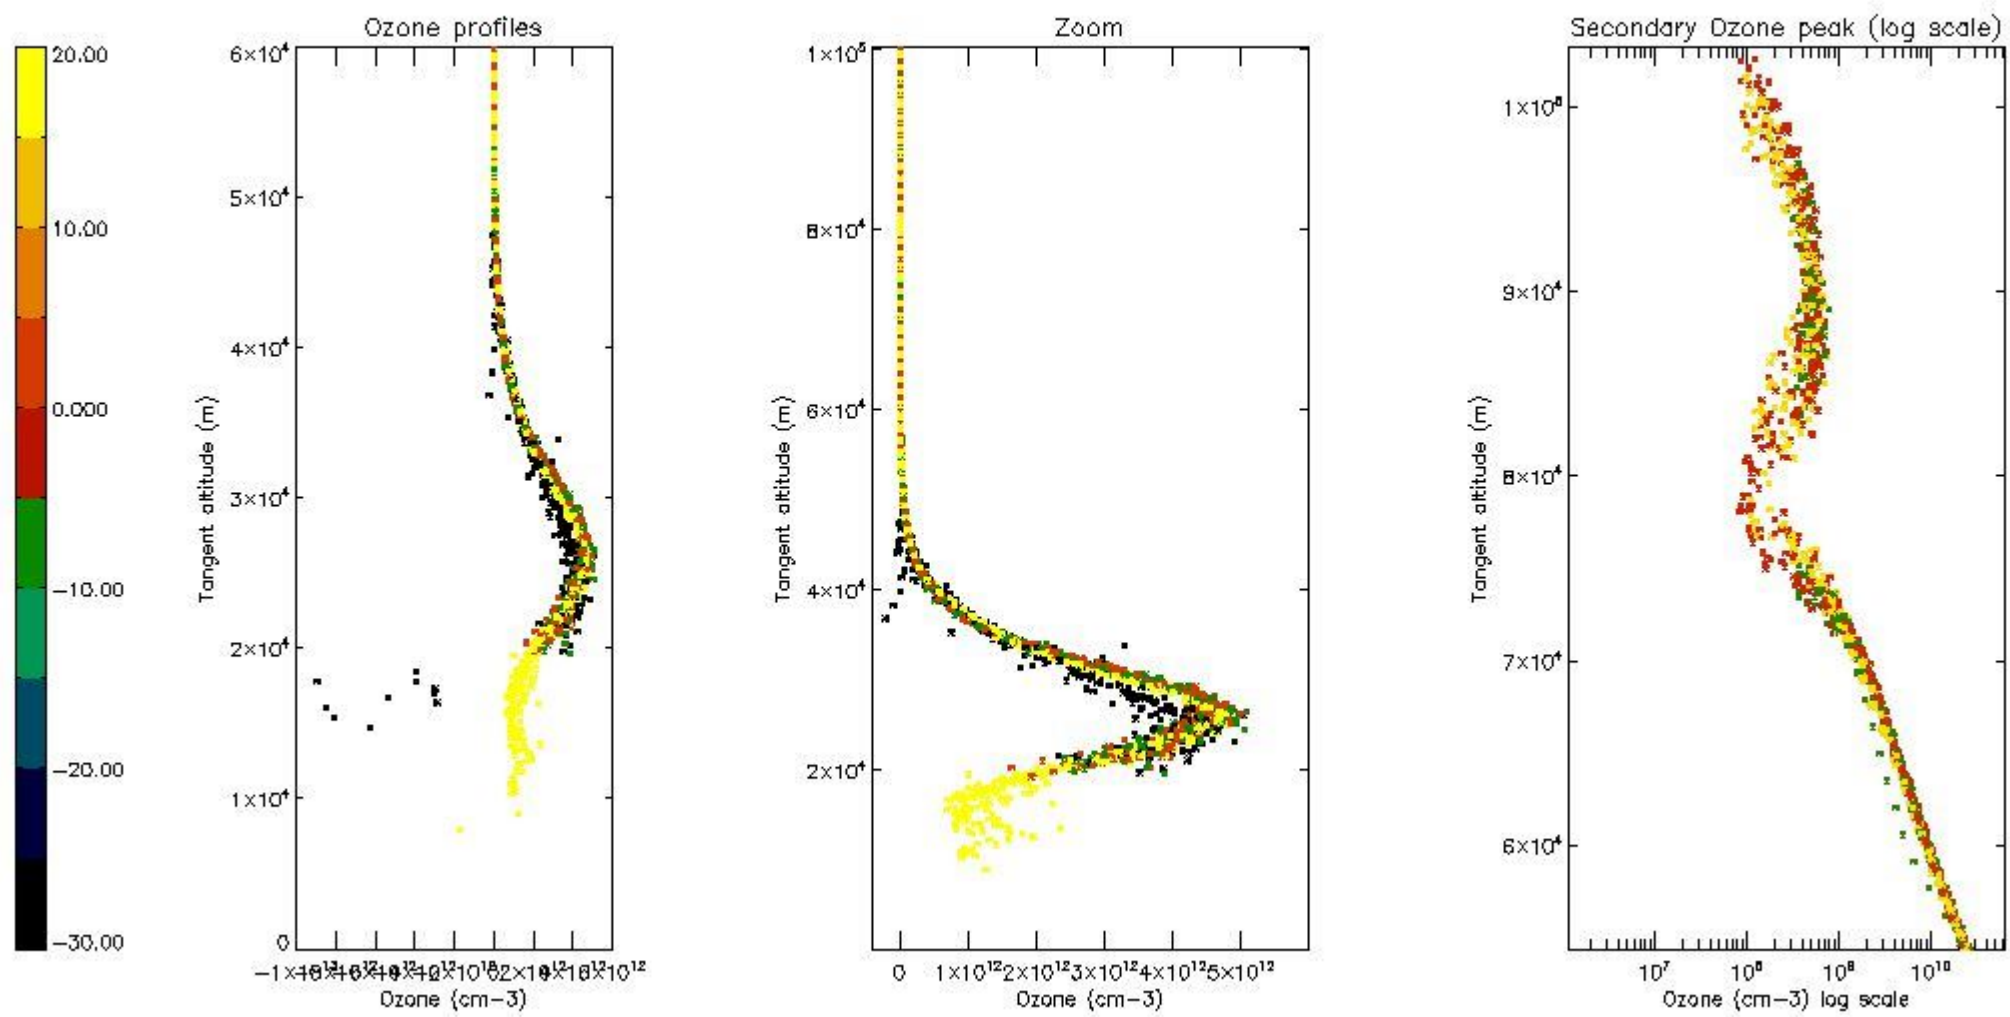 Ozone profiles
Zoom
Secondary Ozone peak (log scale)
20.00
10.00
0.000
-10.00
-20.00
-30.00
Tangent altitude (m)
6×10⁴
5×10⁴
4×10⁴
3×10⁴
2×10⁴
1×10⁴
0
Ozone (cm-3)
Tangent altitude (m)
1×10⁵
8×10⁴
6×10⁴
4×10⁴
2×10⁴
0 1×10¹² 2×10¹² 3×10¹² 4×10¹² 5×10¹²
Ozone (cm-3)
Tangent altitude (m)
1×10⁵
9×10⁴
8×10⁴
7×10⁴
6×10⁴
10⁷ 10⁸ 10⁹ 10¹⁰
Ozone (cm-3) log scale